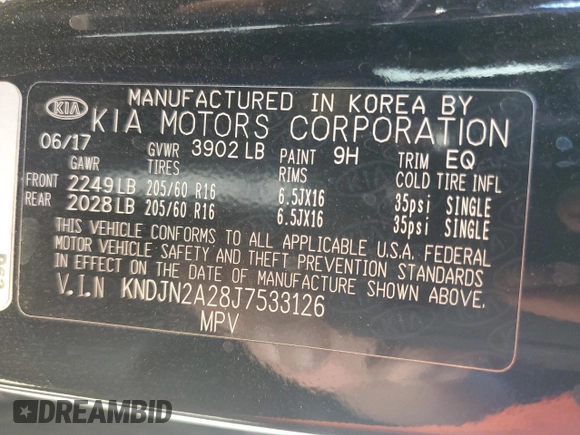 KIA
MANUFACTURED IN KOREA BY
KIA MOTORS CORPORATION
06/17 GVWR 3902 LB PAINT 9H TRIM EQ
GAWR TIRES RIMS COLD TIRE INFL
FRONT 2249 LB 205/60 R16 6.5JX16 35psi SINGLE
REAR 2028 LB 205/60 R16 6.5JX16 35psi SINGLE
THIS VEHICLE CONFORMS TO ALL APPLICABLE U.S.A. FEDERAL
MOTOR VEHICLE SAFETY AND THEFT PREVENTION STANDARDS
IN EFFECT ON THE DATE OF MANUFACTURE SHOWN ABOVE.
V.I.N KNDJN2A28J7533126
MPV
DREAMBID